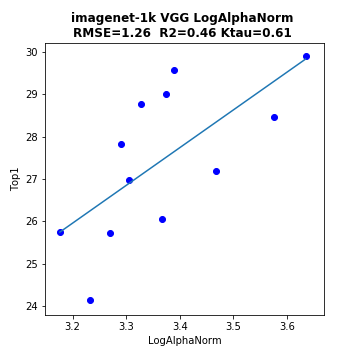 imagenet-1k VGG LogAlphaNorm
RMSE=1.26 R2=0.46 Ktau=0.61
30
29
28
27
26
25
24
Top1
3.2 3.3 3.4 3.5 3.6
LogAlphaNorm